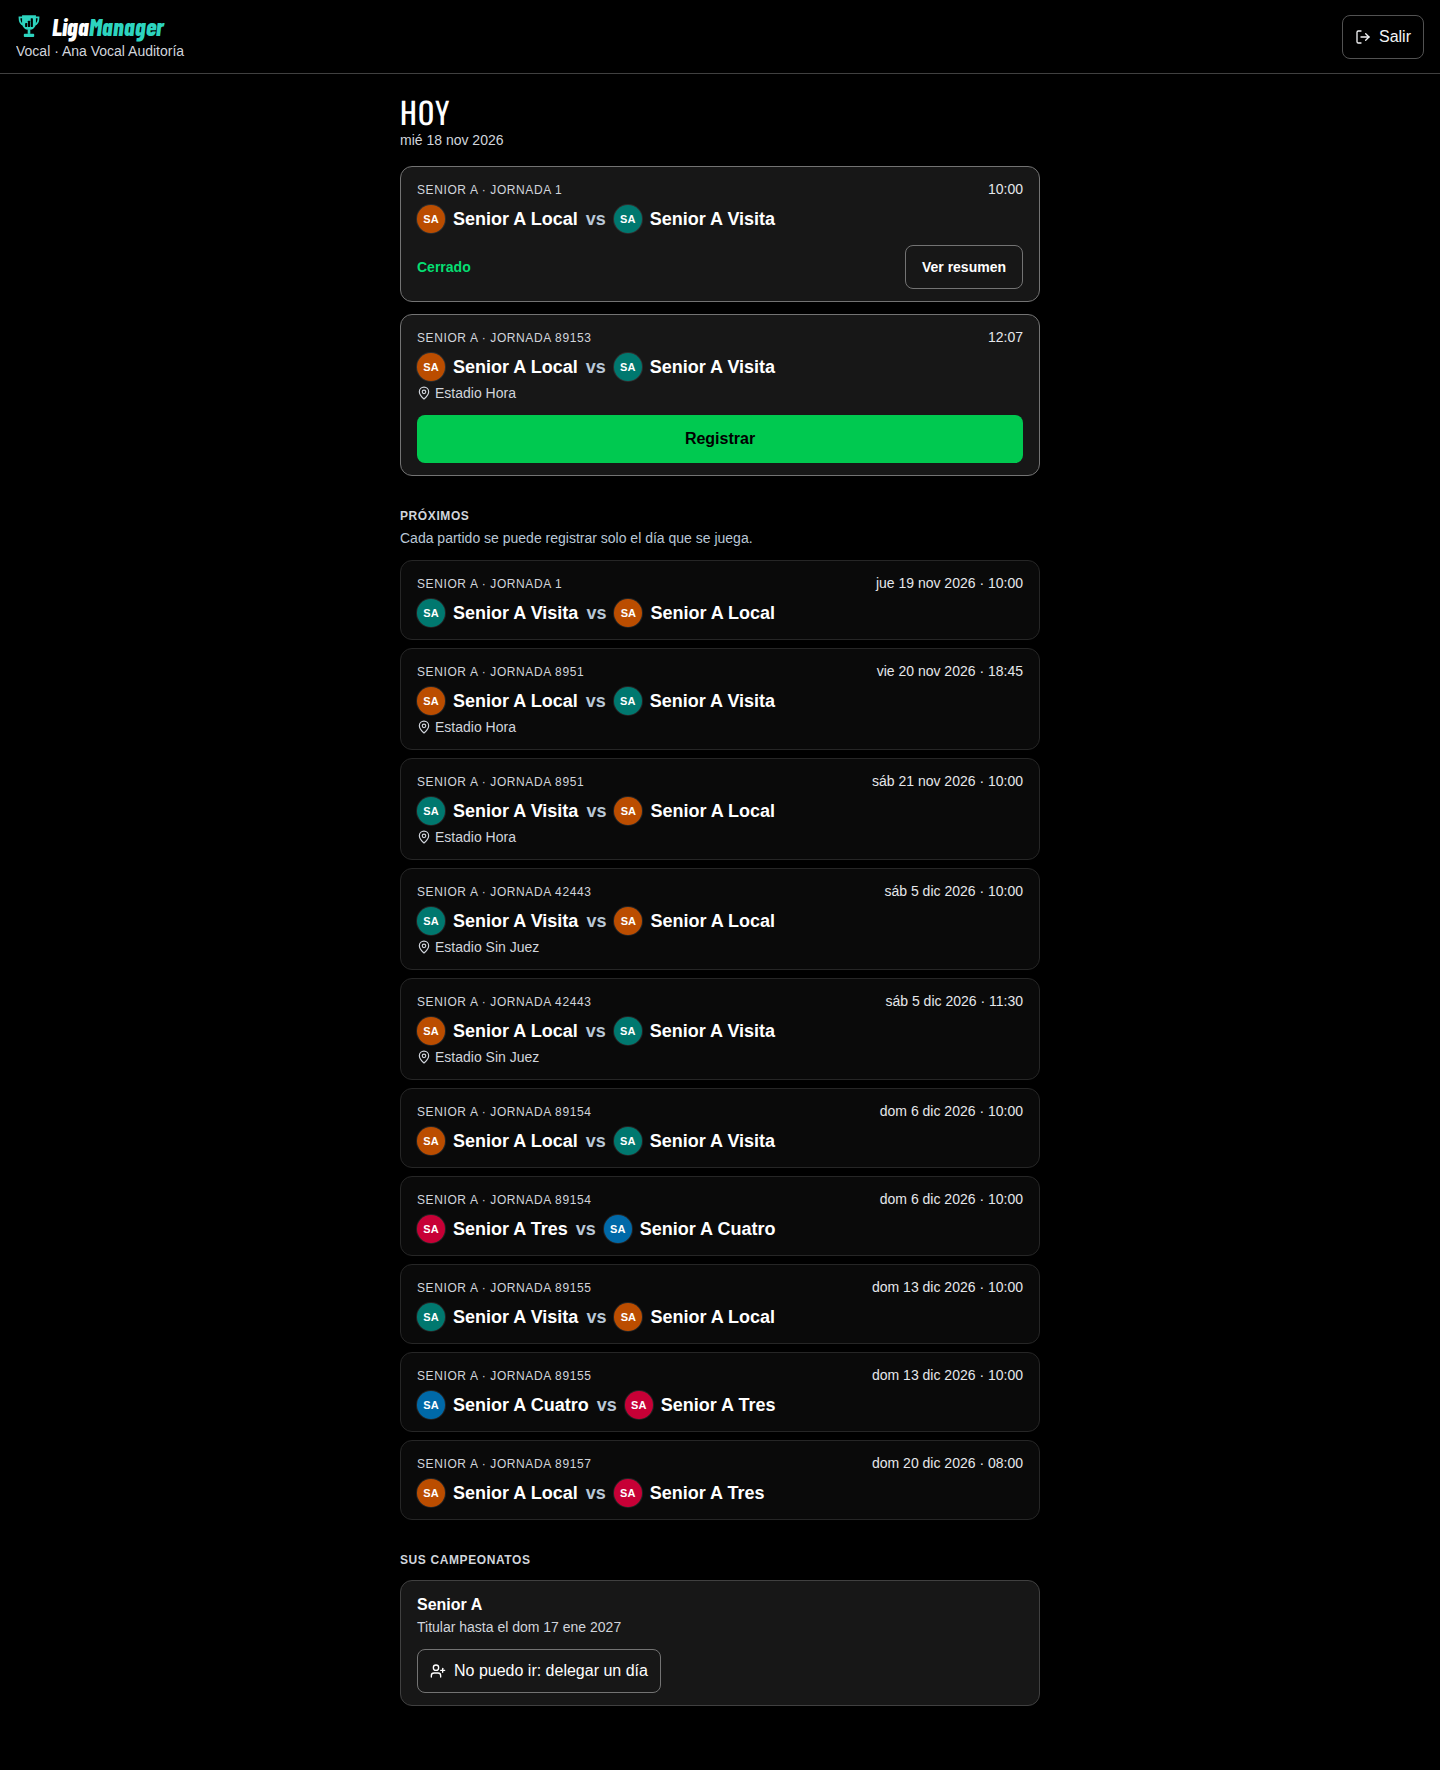 LigaManager
Vocal · Ana Vocal Auditoría
Salir
HOY
mié 18 nov 2026
SENIOR A · JORNADA 1 10:00
SA Senior A Local vs SA Senior A Visita
Cerrado Ver resumen
SENIOR A · JORNADA 89153 12:07
SA Senior A Local vs SA Senior A Visita
Estadio Hora
Registrar
PRÓXIMOS
Cada partido se puede registrar solo el día que se juega.
SENIOR A · JORNADA 1 jue 19 nov 2026 · 10:00
SA Senior A Visita vs SA Senior A Local
SENIOR A · JORNADA 8951 vie 20 nov 2026 · 18:45
SA Senior A Local vs SA Senior A Visita
Estadio Hora
SENIOR A · JORNADA 8951 sáb 21 nov 2026 · 10:00
SA Senior A Visita vs SA Senior A Local
Estadio Hora
SENIOR A · JORNADA 42443 sáb 5 dic 2026 · 10:00
SA Senior A Visita vs SA Senior A Local
Estadio Sin Juez
SENIOR A · JORNADA 42443 sáb 5 dic 2026 · 11:30
SA Senior A Local vs SA Senior A Visita
Estadio Sin Juez
SENIOR A · JORNADA 89154 dom 6 dic 2026 · 10:00
SA Senior A Local vs SA Senior A Visita
SENIOR A · JORNADA 89154 dom 6 dic 2026 · 10:00
SA Senior A Tres vs SA Senior A Cuatro
SENIOR A · JORNADA 89155 dom 13 dic 2026 · 10:00
SA Senior A Visita vs SA Senior A Local
SENIOR A · JORNADA 89155 dom 13 dic 2026 · 10:00
SA Senior A Cuatro vs SA Senior A Tres
SENIOR A · JORNADA 89157 dom 20 dic 2026 · 08:00
SA Senior A Local vs SA Senior A Tres
SUS CAMPEONATOS
Senior A
Titular hasta el dom 17 ene 2027
No puedo ir: delegar un día